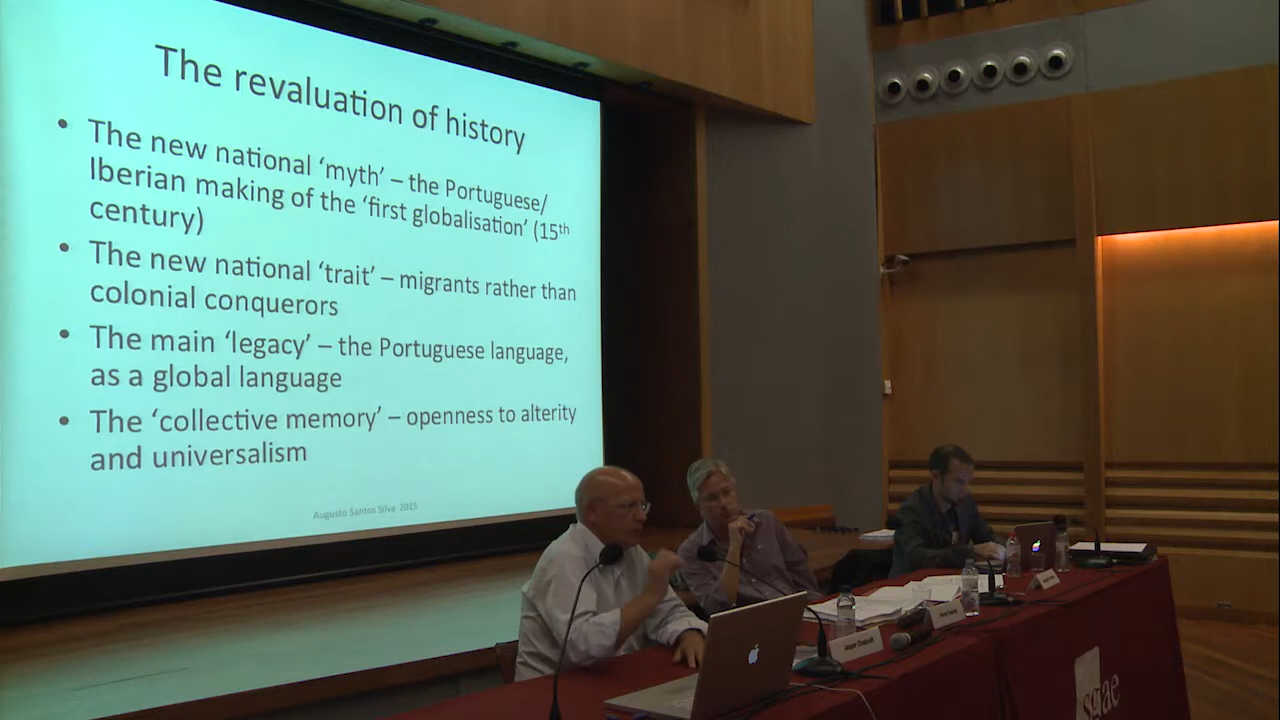 The revaluation of history
• The new national ‘myth’ – the Portuguese/
Iberian making of the ‘first globalisation’ (15th
century)
• The new national ‘trait’ – migrants rather than
colonial conquerors
• The main ‘legacy’ – the Portuguese language,
as a global language
• The ‘collective memory’ – openness to alterity
and universalism
Augusto Santos Silva 2015
sgae